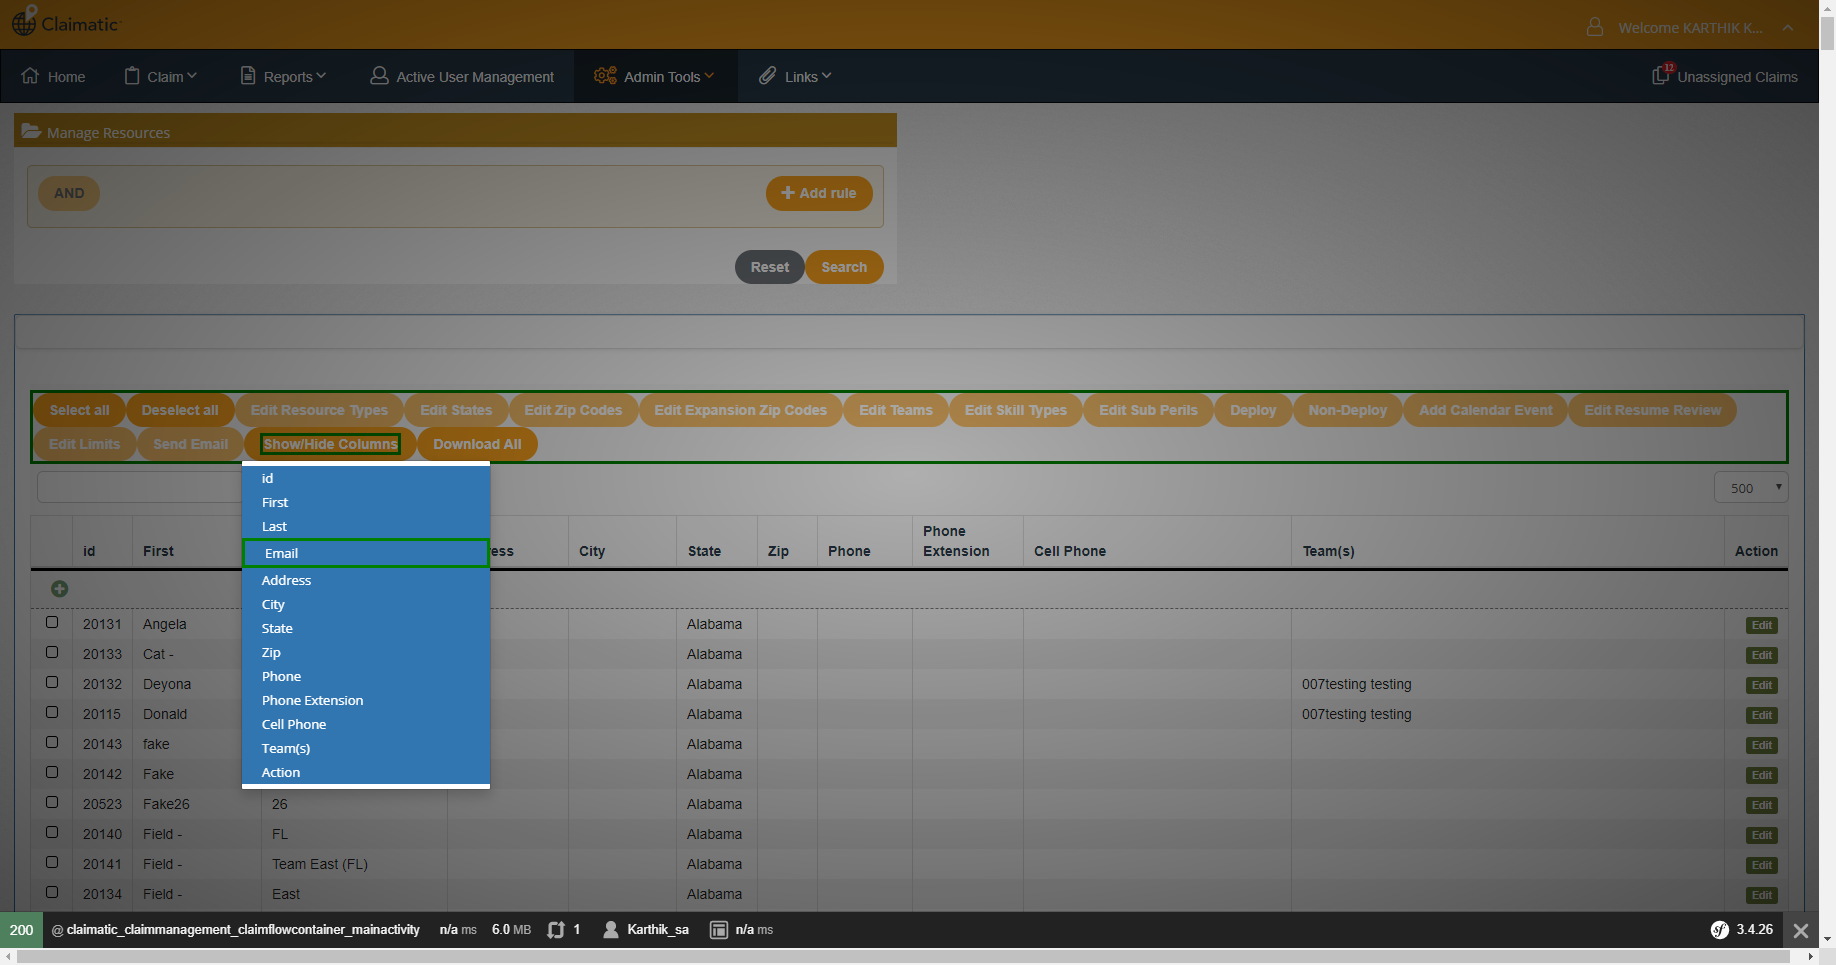 Claimatic
Welcome KARTHIK K...
Home Claim Reports Active User Management Admin Tools Links 12 Unassigned Claims
Manage Resources
AND + Add rule
Reset Search
Select all Deselect all Edit Resource Types Edit States Edit Zip Codes Edit Expansion Zip Codes Edit Teams Edit Skill Types Edit Sub Perils Deploy Non-Deploy Add Calendar Event Edit Resume Review
Edit Limits Send Email Show/Hide Columns Download All
id
First
Last
Email
Address
City
State
Zip
Phone
Phone Extension
Cell Phone
Team(s)
Action
500
id First ess City State Zip Phone Phone Extension Cell Phone Team(s) Action
20131 Angela Alabama Edit
20133 Cat - Alabama Edit
20132 Deyona Alabama 007testing testing Edit
20115 Donald Alabama 007testing testing Edit
20143 fake Alabama Edit
20142 Fake Alabama Edit
20523 Fake26 26 Alabama Edit
20140 Field - FL Alabama Edit
20141 Field - Team East (FL) Alabama Edit
20134 Field - East Alabama Edit
200 @ claimatic_claimmanagement_claimflowcontainer_mainactivity n/a ms 6.0 MB 1 Karthik_sa n/a ms sf 3.4.26